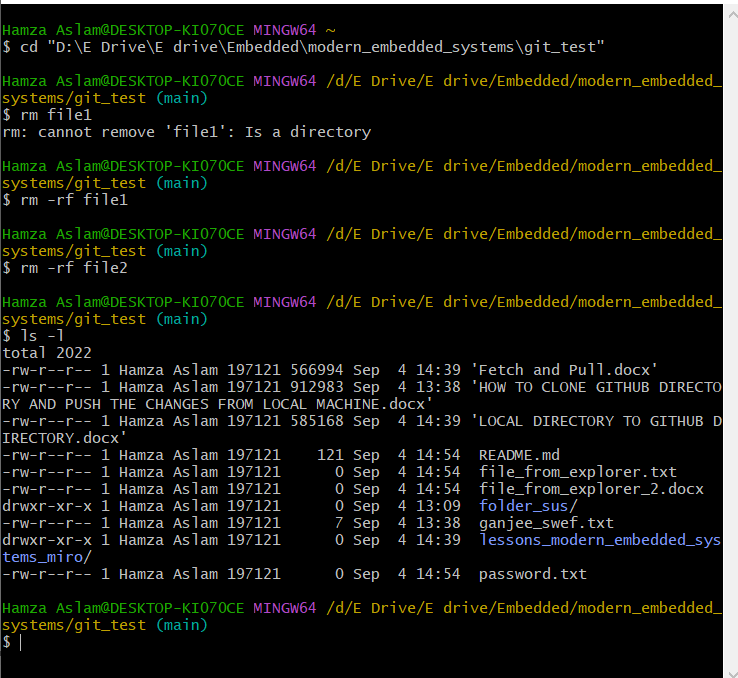 Hamza Aslam@DESKTOP-KIO7OCE MINGW64 ~
$ cd "D:\E Drive\E drive\Embedded\modern_embedded_systems\git_test"
Hamza Aslam@DESKTOP-KIO7OCE MINGW64 /d/E Drive/E drive/Embedded/modern_embedded_
systems/git_test (main)
$ rm file1
rm: cannot remove 'file1': Is a directory
Hamza Aslam@DESKTOP-KIO7OCE MINGW64 /d/E Drive/E drive/Embedded/modern_embedded_
systems/git_test (main)
$ rm -rf file1
Hamza Aslam@DESKTOP-KIO7OCE MINGW64 /d/E Drive/E drive/Embedded/modern_embedded_
systems/git_test (main)
$ rm -rf file2
Hamza Aslam@DESKTOP-KIO7OCE MINGW64 /d/E Drive/E drive/Embedded/modern_embedded_
systems/git_test (main)
$ ls -l
total 2022
-rw-r--r-- 1 Hamza Aslam 197121 566994 Sep  4 14:39 'Fetch and Pull.docx'
-rw-r--r-- 1 Hamza Aslam 197121 912983 Sep  4 13:38 'HOW TO CLONE GITHUB DIRECTO
RY AND PUSH THE CHANGES FROM LOCAL MACHINE.docx'
-rw-r--r-- 1 Hamza Aslam 197121 585168 Sep  4 14:39 'LOCAL DIRECTORY TO GITHUB D
IRECTORY.docx'
-rw-r--r-- 1 Hamza Aslam 197121    121 Sep  4 14:54  README.md
-rw-r--r-- 1 Hamza Aslam 197121      0 Sep  4 14:54  file_from_explorer.txt
-rw-r--r-- 1 Hamza Aslam 197121      0 Sep  4 14:54  file_from_explorer_2.docx
drwxr-xr-x 1 Hamza Aslam 197121      0 Sep  4 13:09  folder_sus/
-rw-r--r-- 1 Hamza Aslam 197121      7 Sep  4 13:38  ganjee_swef.txt
drwxr-xr-x 1 Hamza Aslam 197121      0 Sep  4 14:39  lessons_modern_embedded_sys
tems_miro/
-rw-r--r-- 1 Hamza Aslam 197121      0 Sep  4 14:54  password.txt
Hamza Aslam@DESKTOP-KIO7OCE MINGW64 /d/E Drive/E drive/Embedded/modern_embedded_
systems/git_test (main)
$